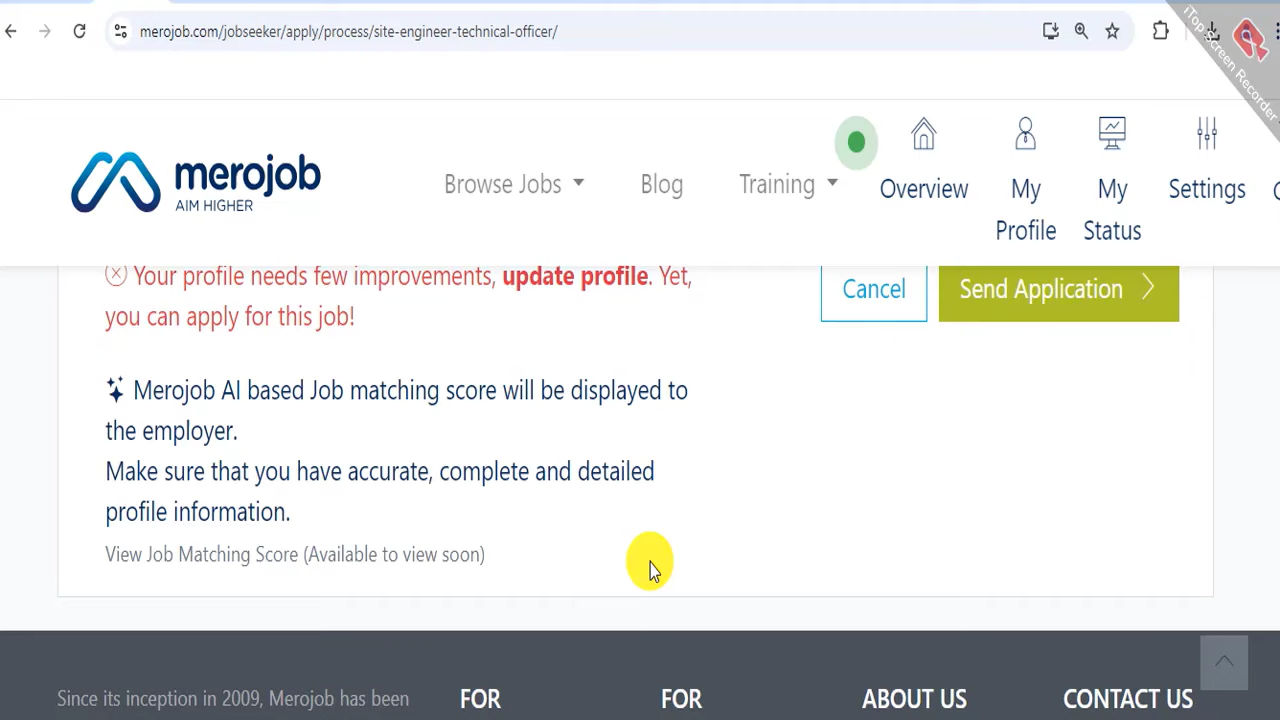 merojob.com/jobseeker/apply/process/site-engineer-technical-officer/
iTop Screen Recorder
merojob
AIM HIGHER
Browse Jobs
Blog
Training
Overview
My
Profile
My
Status
Settings
Your profile needs few improvements, update profile. Yet,
you can apply for this job!
Cancel
Send Application
Merojob AI based Job matching score will be displayed to
the employer.
Make sure that you have accurate, complete and detailed
profile information.
View Job Matching Score (Available to view soon)
Since its inception in 2009, Merojob has been
FOR
FOR
ABOUT US
CONTACT US